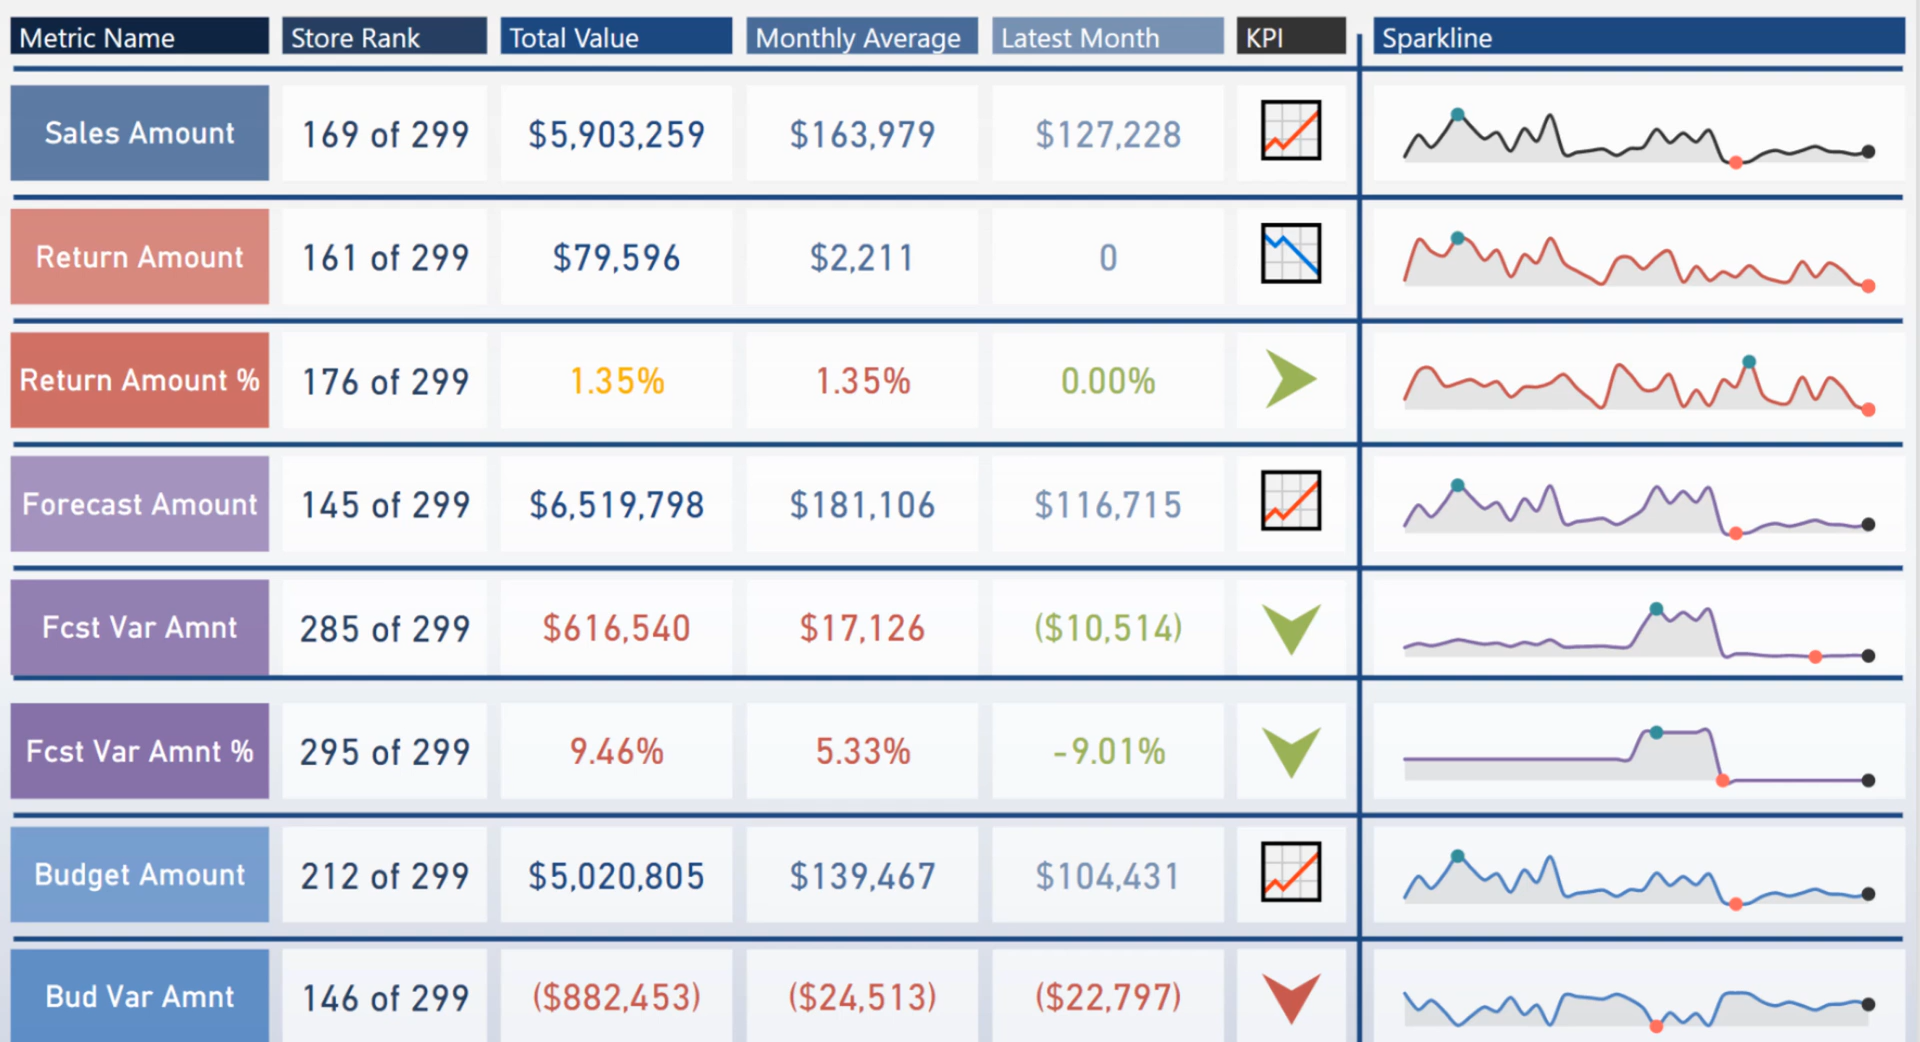 Metric Name Store Rank Total Value Monthly Average Latest Month KPI Sparkline
Sales Amount 169 of 299 $5,903,259 $163,979 $127,228
Return Amount 161 of 299 $79,596 $2,211 0
Return Amount % 176 of 299 1.35% 1.35% 0.00%
Forecast Amount 145 of 299 $6,519,798 $181,106 $116,715
Fcst Var Amnt 285 of 299 $616,540 $17,126 ($10,514)
Fcst Var Amnt % 295 of 299 9.46% 5.33% -9.01%
Budget Amount 212 of 299 $5,020,805 $139,467 $104,431
Bud Var Amnt 146 of 299 ($882,453) ($24,513) ($22,797)